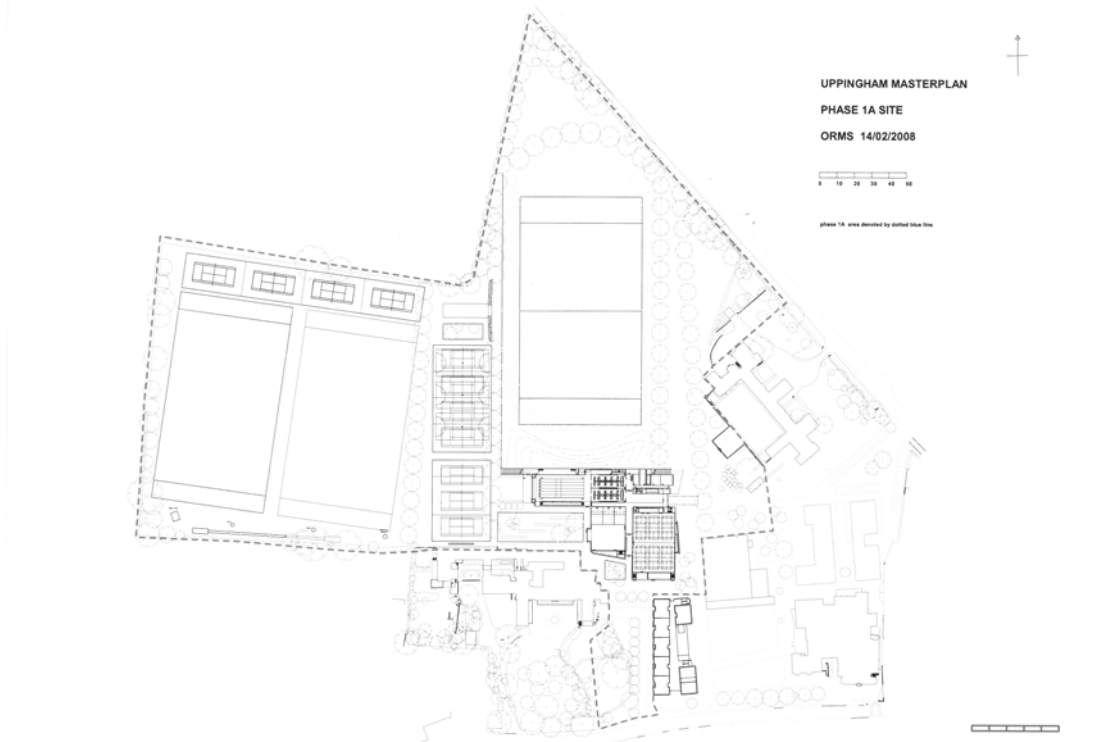 UPPINGHAM MASTERPLAN
PHASE 1A SITE
ORMS 14/02/2008
0 10 20 30 40 50
phase 1A area denoted by dotted blue line